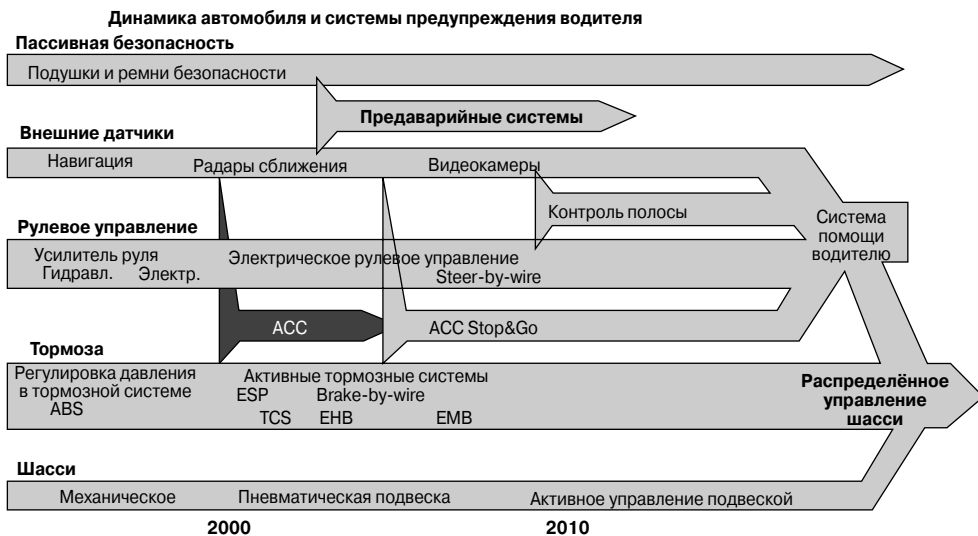 Динамика автомобиля и системы предупреждения водителя
Пассивная безопасность
Подушки и ремни безопасности
Предаварийные системы
Внешние датчики
Навигация
Радары сближения
Видеокамеры
Контроль полосы
Система
помощи
водителю
Рулевое управление
Усилитель руля
Гидравл. Электр.
Электрическое рулевое управление
Steer-by-wire
ACC
ACC Stop&Go
Тормоза
Регулировка давления
в тормозной системе
ABS
Активные тормозные системы
ESP Brake-by-wire
TCS EHB EMB
Распределённое
управление
шасси
Шасси
Механическое
Пневматическая подвеска
Активное управление подвеской
2000 2010